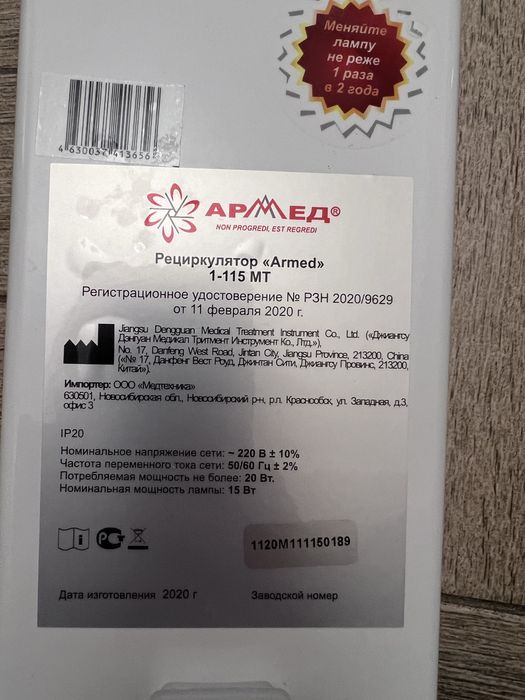 Меняйте
лампу
не реже
1 раза
в 2 года
4 630037 413656
АРМЕД®
NON PROGREDI, EST REGREDI
Рециркулятор «Armed»
1-115 МТ
Регистрационное удостоверение № РЗН 2020/9629
от 11 февраля 2020 г.
Jiangsu Dengguan Medical Treatment Instrument Co., Ltd. («Джиангсу
Дэнгуан Медикал Тритмент Инструмент Ко., Лтд.»),
No. 17, Danfeng West Road, Jintan City, Jiangsu Province, 213200, China
(«№ 17, Данфенг Вест Роуд, Джинтан Сити, Джиангсу Провинс, 213200,
Китай»).
Импортер: ООО «Медтехника»
630501, Новосибирская обл., Новосибирский р-н, р.п. Краснообск, ул. Западная, д.3,
офис 3
IP20
Номинальное напряжение сети: ~ 220 В ± 10%
Частота переменного тока сети: 50/60 Гц ± 2%
Потребляемая мощность не более: 20 Вт.
Номинальная мощность лампы: 15 Вт
1120М111150189
Дата изготовления 2020 г
Заводской номер